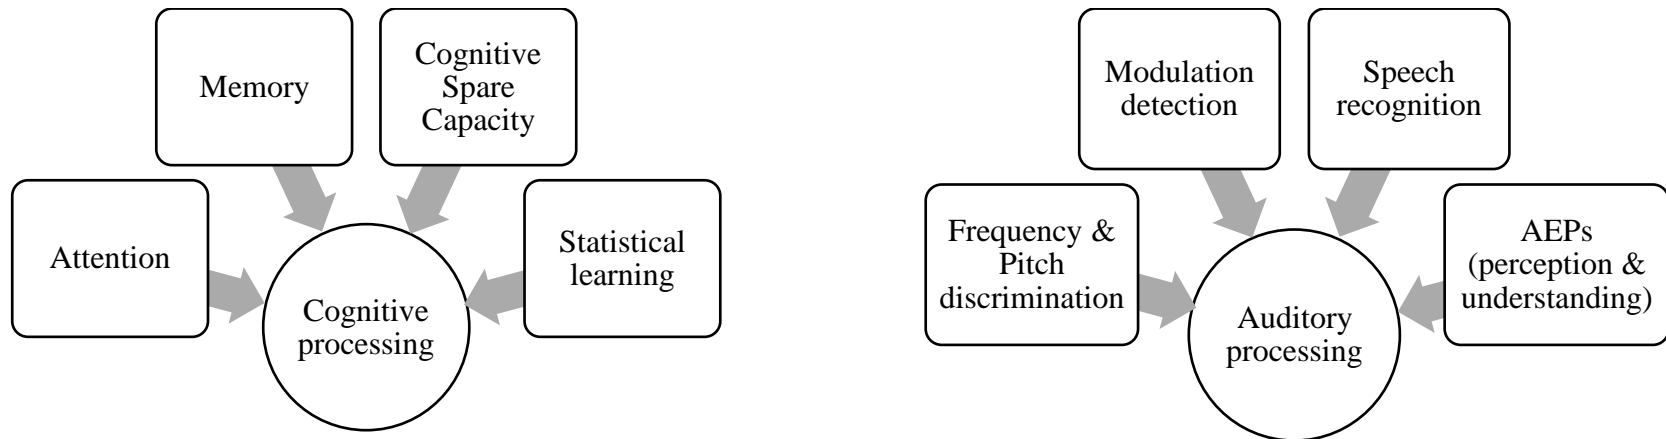 Memory
Cognitive
Spare
Capacity
Attention
Statistical
learning
Cognitive
processing
Modulation
detection
Speech
recognition
Frequency &
Pitch
discrimination
AEPs
(perception &
understanding)
Auditory
processing